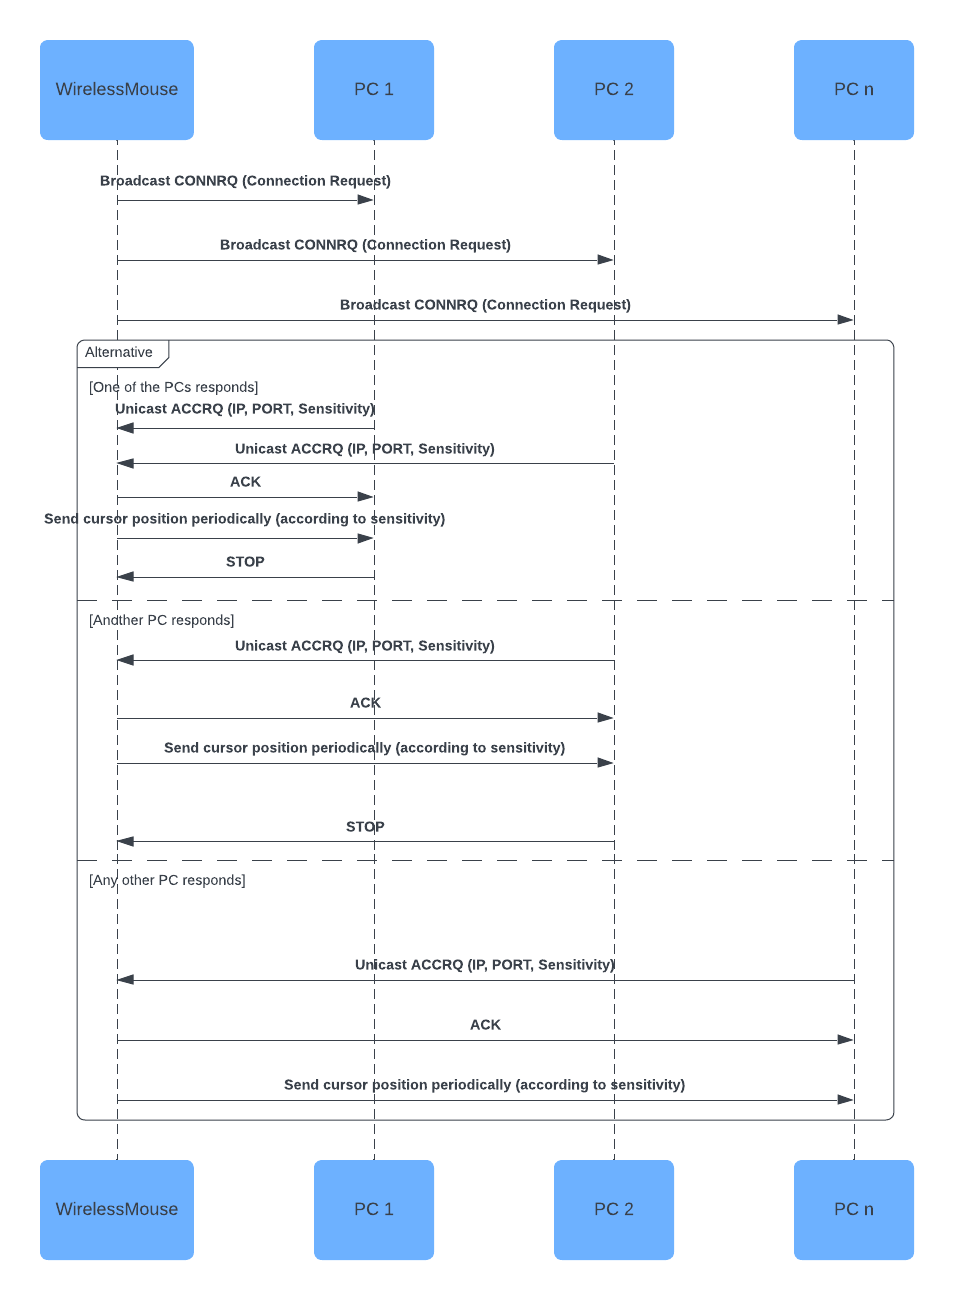 WirelessMouse
PC 1
PC 2
PC n
Broadcast CONNRQ (Connection Request)
Broadcast CONNRQ (Connection Request)
Broadcast CONNRQ (Connection Request)
Alternative
[One of the PCs responds]
Unicast ACCRQ (IP, PORT, Sensitivity)
Unicast ACCRQ (IP, PORT, Sensitivity)
ACK
Send cursor position periodically (according to sensitivity)
STOP
[Another PC responds]
Unicast ACCRQ (IP, PORT, Sensitivity)
ACK
Send cursor position periodically (according to sensitivity)
STOP
[Any other PC responds]
Unicast ACCRQ (IP, PORT, Sensitivity)
ACK
Send cursor position periodically (according to sensitivity)
WirelessMouse
PC 1
PC 2
PC n